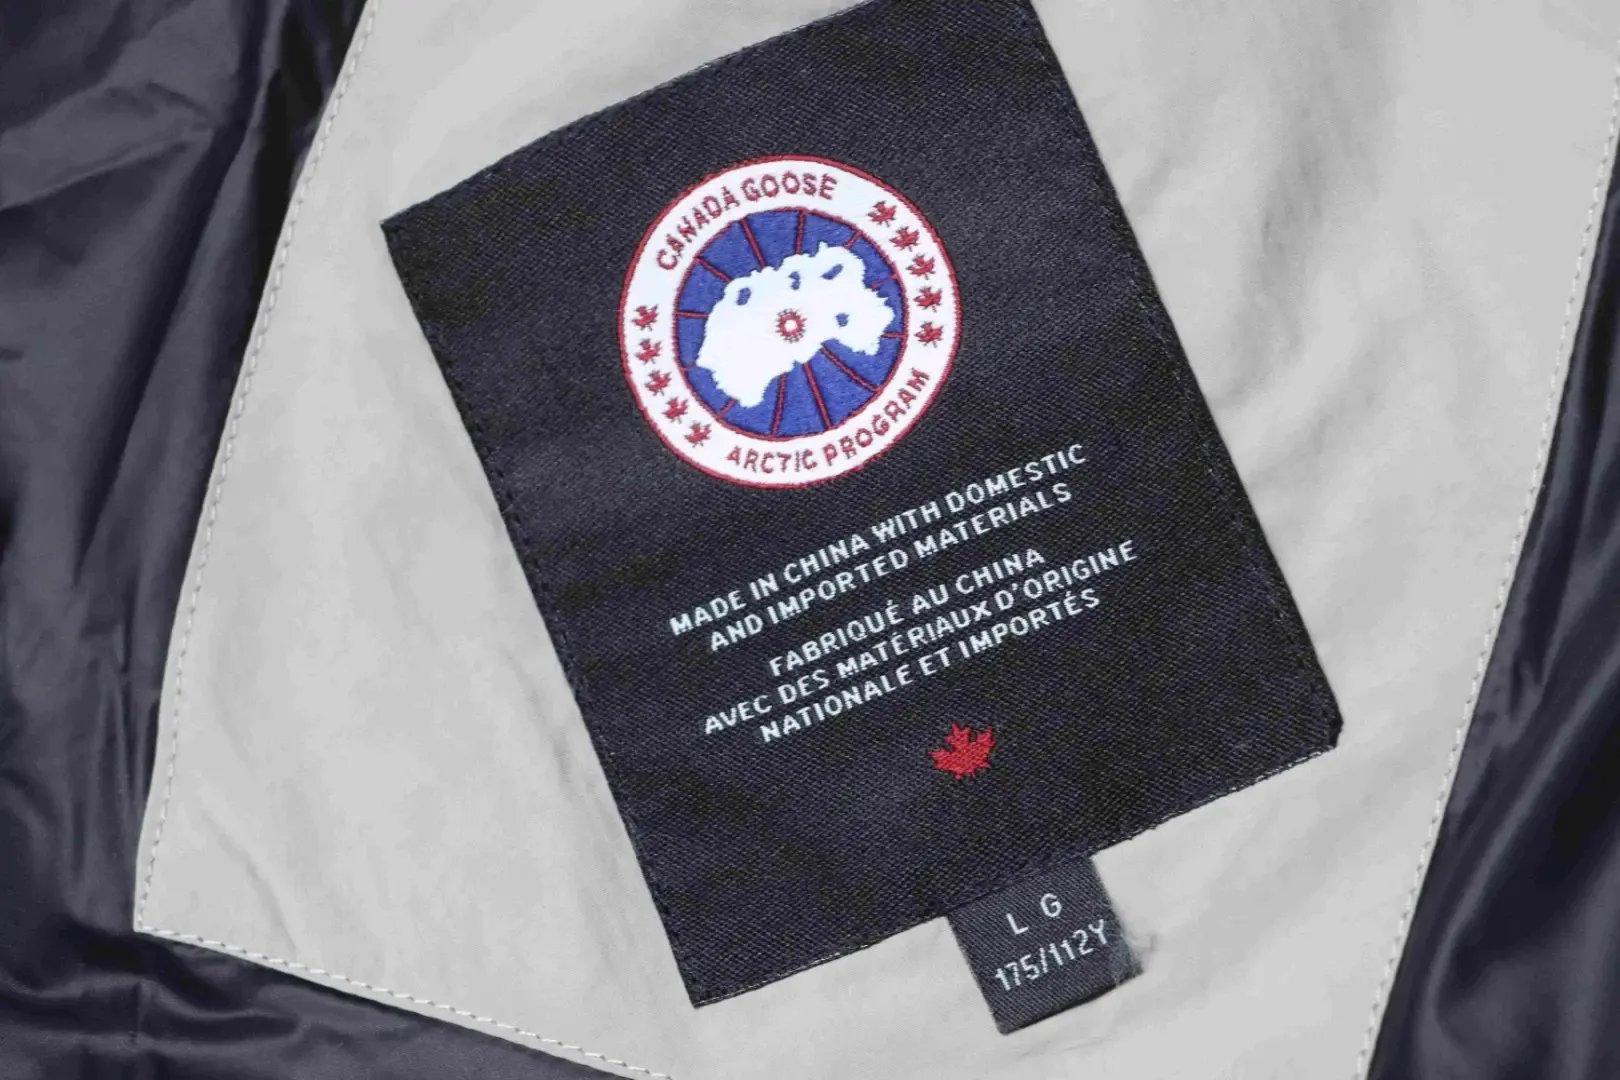 CANADA GOOSE
ARCTIC PROGRAM
MADE IN CHINA WITH DOMESTIC
AND IMPORTED MATERIALS
FABRIQUÉ AU CHINA
AVEC DES MATÉRIAUX D'ORIGINE
NATIONALE ET IMPORTÉS
L G
175/112Y